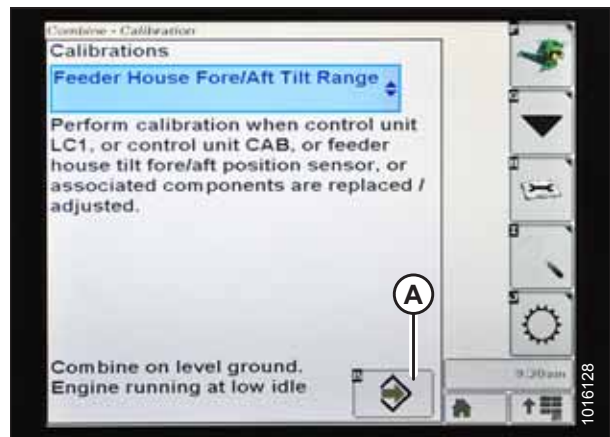 Combine - Calibration
Calibrations
Feeder House Fore/Aft Tilt Range
Perform calibration when control unit
LC1, or control unit CAB, or feeder
house tilt fore/aft position sensor, or
associated components are replaced /
adjusted.
A
Combine on level ground.
Engine running at low idle
9:20am
1016128